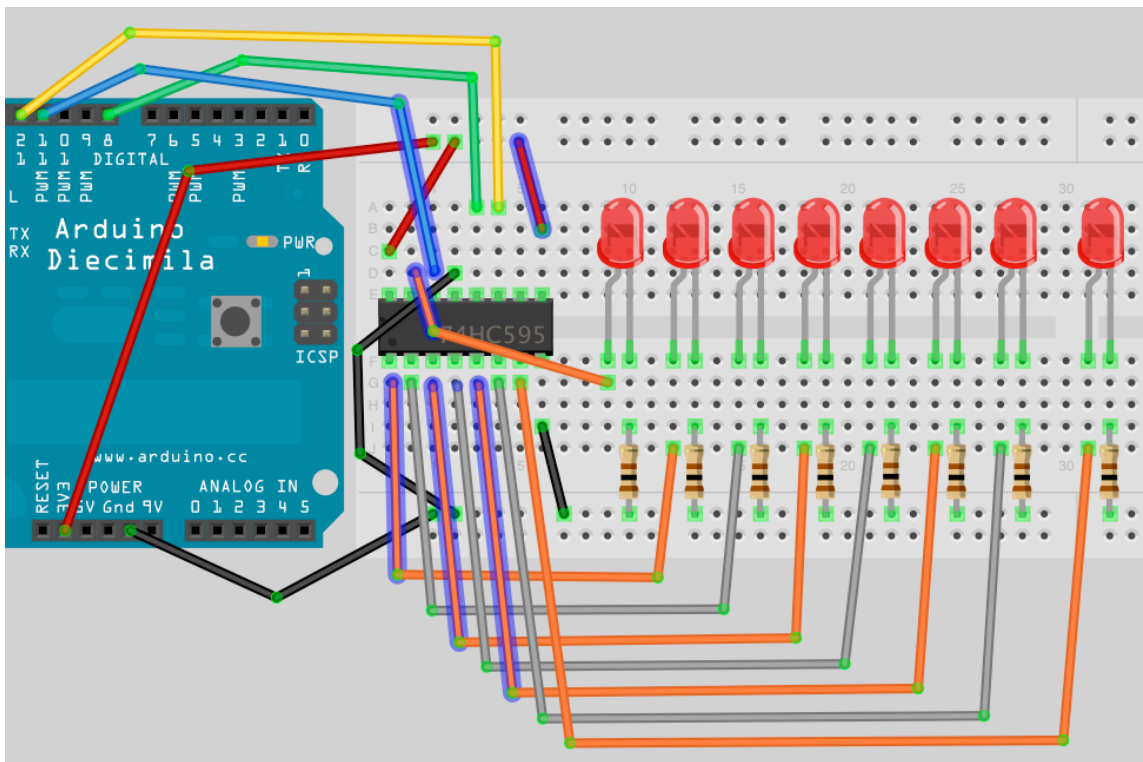 2 1 0 9 8 7 6 5 4 3 2 1 0
1 1 1 DIGITAL
PWM PWM PWM PWM PWM PWM
L
TX
RX
Arduino
Diecimila
PWR
1
ICSP
www.arduino.cc
RESET 3V3
POWER
Gnd 9V
ANALOG IN
0 1 2 3 4 5
5 10 15 20 25 30
A
B
C
D
E
74HC595
F
G
H
I
J
5 20 30